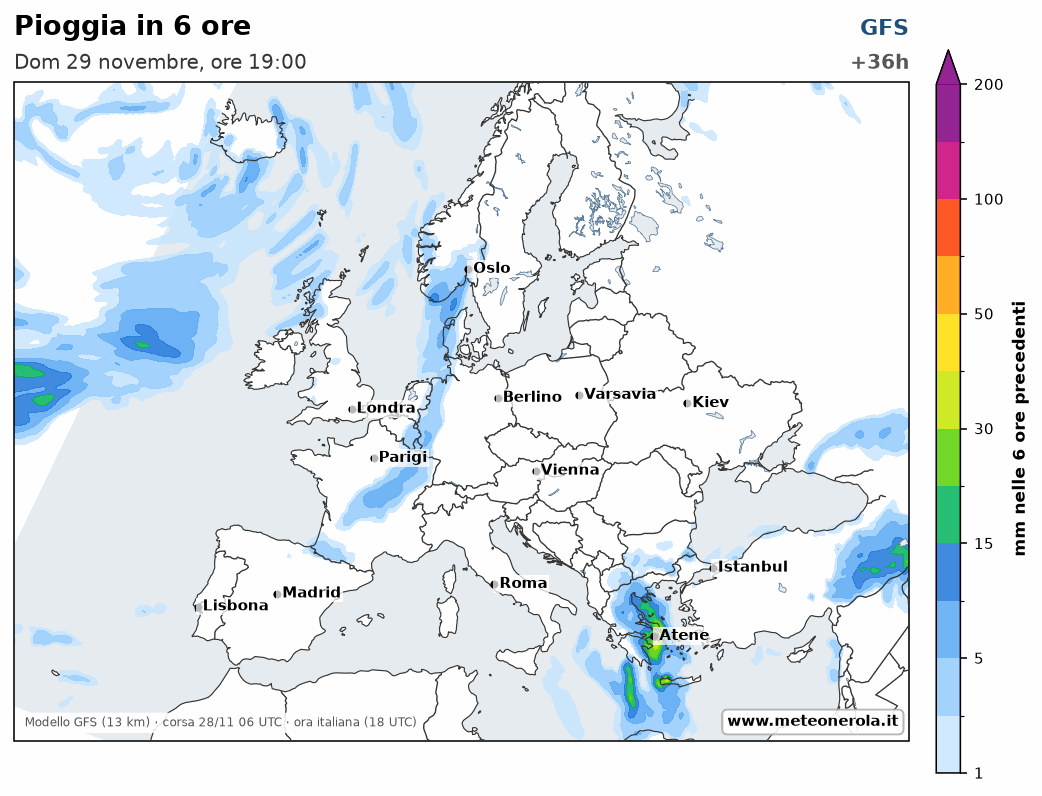 Pioggia in 6 ore
GFS
Dom 29 novembre, ore 19:00
+36h
200
100
50
30
15
5
1
mm nelle 6 ore precedenti
Oslo
Berlino
Varsavia
Kiev
Londra
Parigi
Vienna
Istanbul
Roma
Madrid
Lisbona
Atene
Modello GFS (13 km) · corsa 28/11 06 UTC · ora italiana (18 UTC)
www.meteonerola.it